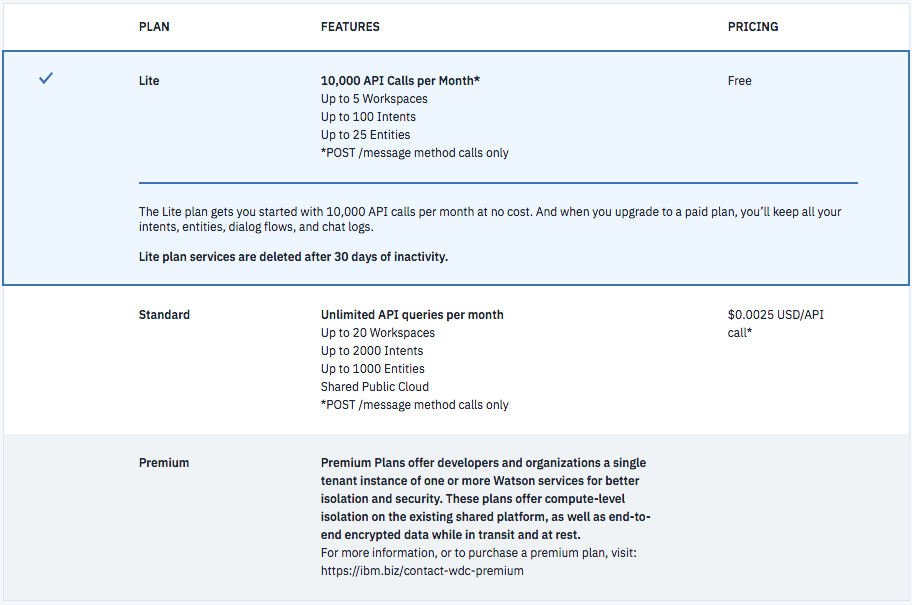 PLAN FEATURES PRICING
Lite
10,000 API Calls per Month*
Free
Up to 5 Workspaces
Up to 100 Intents
Up to 25 Entities
*POST /message method calls only
The Lite plan gets you started with 10,000 API calls per month at no cost. And when you upgrade to a paid plan, you’ll keep all your
intents, entities, dialog flows, and chat logs.
Lite plan services are deleted after 30 days of inactivity.
Standard
Unlimited API queries per month
Up to 20 Workspaces
Up to 2000 Intents
Up to 1000 Entities
Shared Public Cloud
*POST /message method calls only
$0.0025 USD/API
call*
Premium
Premium Plans offer developers and organizations a single
tenant instance of one or more Watson services for better
isolation and security. These plans offer compute-level
isolation on the existing shared platform, as well as end-to-
end encrypted data while in transit and at rest.
For more information, or to purchase a premium plan, visit:
https://ibm.biz/contact-wdc-premium